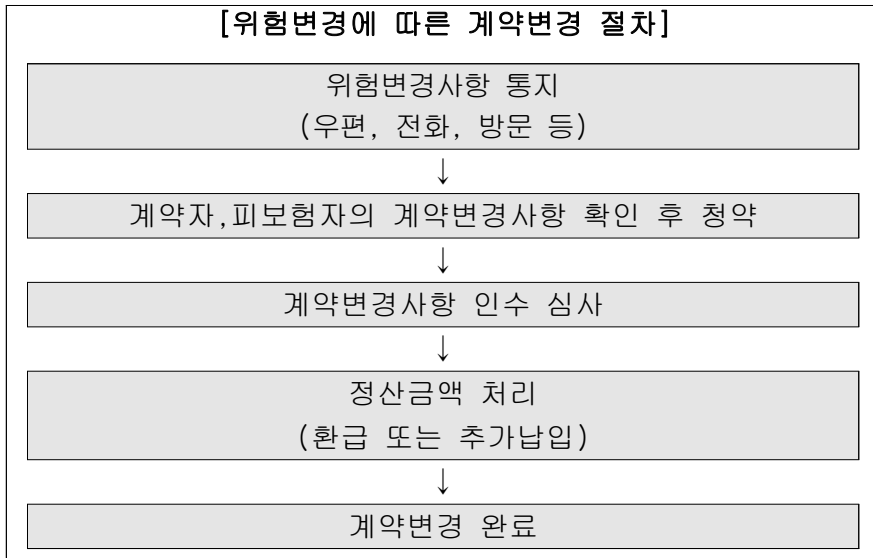 [위험변경에 따른 계약변경 절차]
위험변경사항 통지
(우편, 전화, 방문 등)
↓
계약자,피보험자의 계약변경사항 확인 후 청약
↓
계약변경사항 인수 심사
↓
정산금액 처리
(환급 또는 추가납입)
↓
계약변경 완료